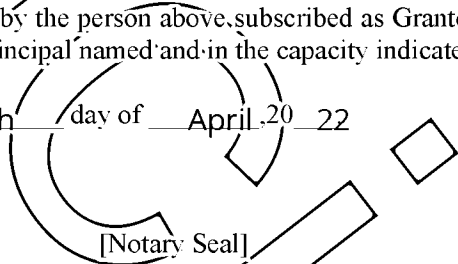 by the person above subscribed as Grant
incipal named and in the capacity indicate
h day of April ,20 22
[Notary Seal]